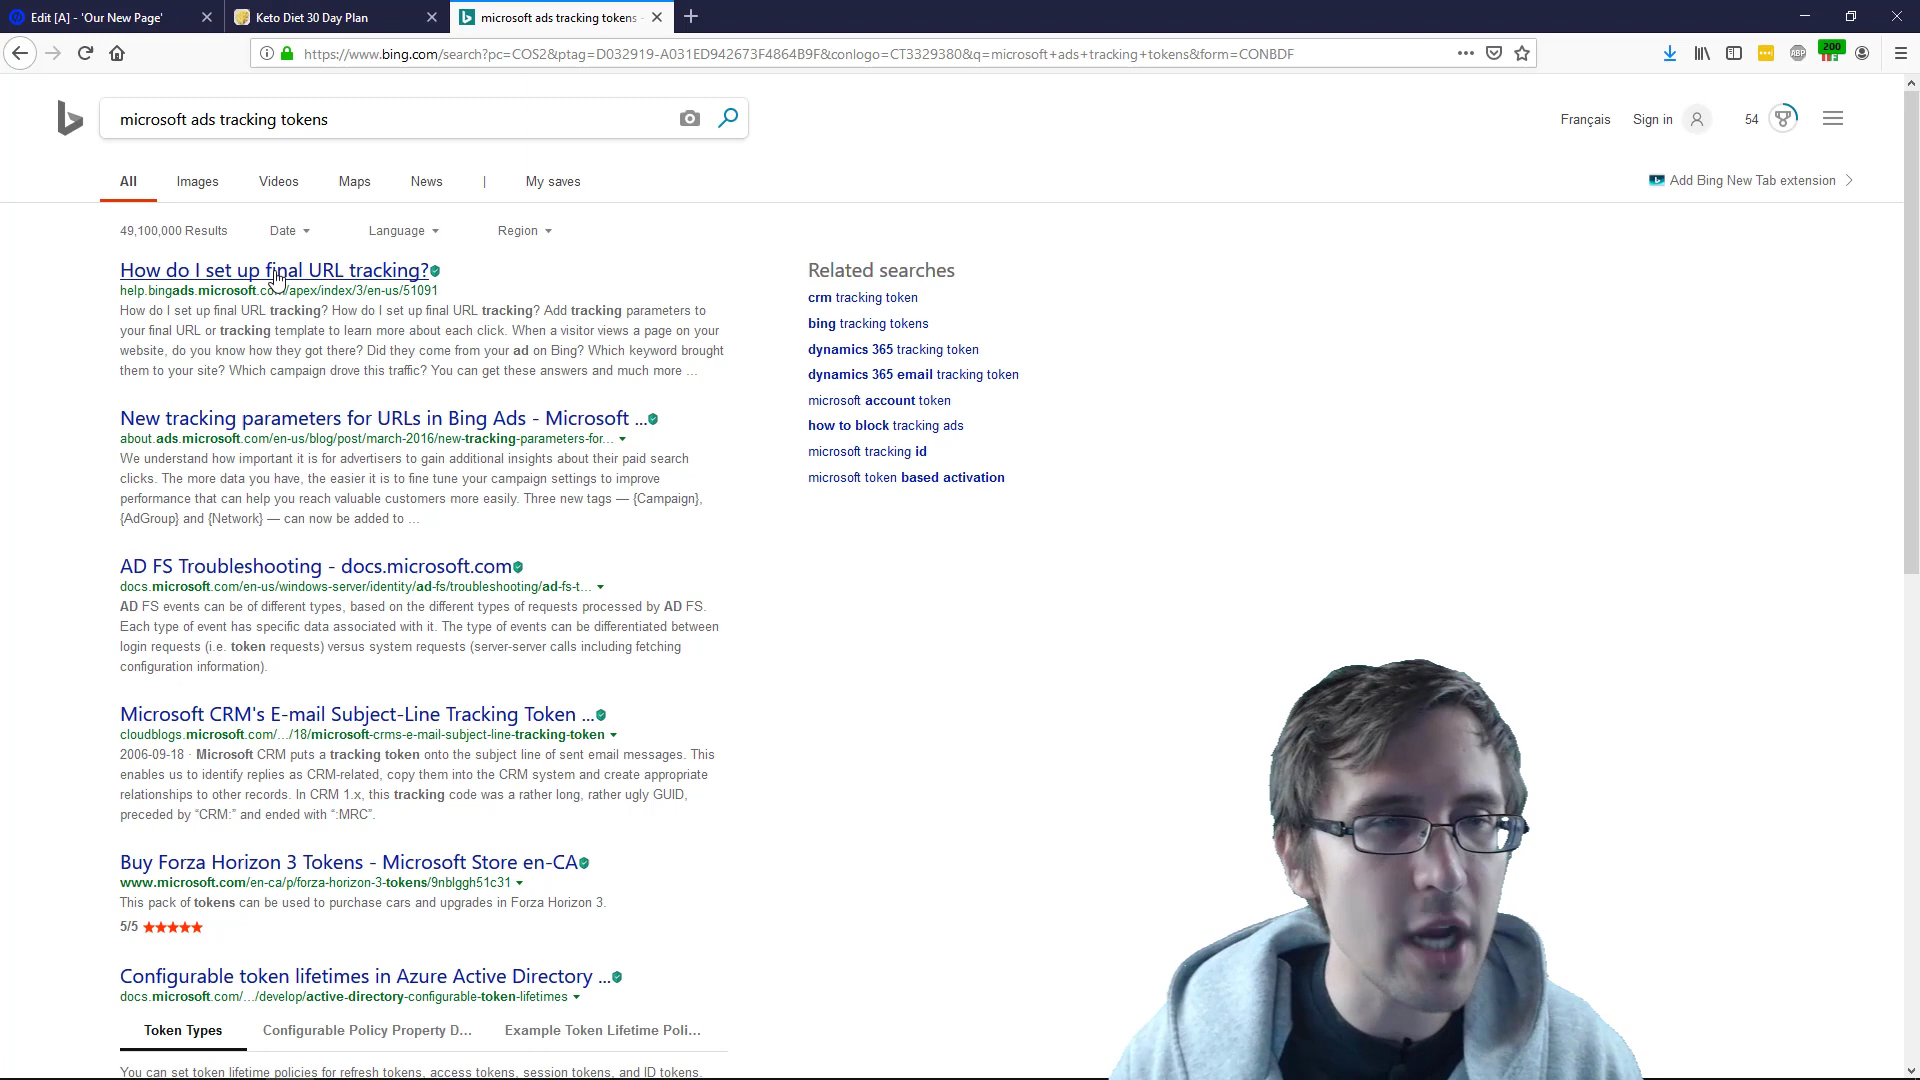 Edit [A] - 'Our New Page'
Keto Diet 30 Day Plan
microsoft ads tracking tokens -
https://www.bing.com/search?pc=COS2&ptag=D032919-A031ED942673F4864B9F&conlogo=CT3329380&q=microsoft+ads+tracking+tokens&form=CONBDF
200
ABP
microsoft ads tracking tokens
Français
Sign in
54
All
Images
Videos
Maps
News
|
My saves
Add Bing New Tab extension
49,100,000 Results
Date
Language
Region
How do I set up final URL tracking?
help.bingads.microsoft.com/apex/index/3/en-us/51091
How do I set up final URL tracking? How do I set up final URL tracking? Add tracking parameters to
your final URL or tracking template to learn more about each click. When a visitor views a page on your
website, do you know how they got there? Did they come from your ad on Bing? Which keyword brought
them to your site? Which campaign drove this traffic? You can get these answers and much more ...
New tracking parameters for URLs in Bing Ads - Microsoft ...
about.ads.microsoft.com/en-us/blog/post/march-2016/new-tracking-parameters-for...
We understand how important it is for advertisers to gain additional insights about their paid search
clicks. The more data you have, the easier it is to fine tune your campaign settings to improve
performance that can help you reach valuable customers more easily. Three new tags — {Campaign},
{AdGroup} and {Network} — can now be added to ...
AD FS Troubleshooting - docs.microsoft.com
docs.microsoft.com/en-us/windows-server/identity/ad-fs/troubleshooting/ad-fs-t...
AD FS events can be of different types, based on the different types of requests processed by AD FS.
Each type of event has specific data associated with it. The type of events can be differentiated between
login requests (i.e. token requests) versus system requests (server-server calls including fetching
configuration information).
Microsoft CRM's E-mail Subject-Line Tracking Token ...
cloudblogs.microsoft.com/.../18/microsoft-crms-e-mail-subject-line-tracking-token
2006-09-18 · Microsoft CRM puts a tracking token onto the subject line of sent email messages. This
enables us to identify replies as CRM-related, copy them into the CRM system and create appropriate
relationships to other records. In CRM 1.x, this tracking code was a rather long, rather ugly GUID,
preceded by “CRM:” and ended with “:MRC”.
Buy Forza Horizon 3 Tokens - Microsoft Store en-CA
www.microsoft.com/en-ca/p/forza-horizon-3-tokens/9nblggh51c31
This pack of tokens can be used to purchase cars and upgrades in Forza Horizon 3.
5/5
Configurable token lifetimes in Azure Active Directory ...
docs.microsoft.com/.../develop/active-directory-configurable-token-lifetimes
Token Types
Configurable Policy Property D...
Example Token Lifetime Poli...
You can set token lifetime policies for refresh tokens, access tokens, session tokens, and ID tokens.
Related searches
crm tracking token
bing tracking tokens
dynamics 365 tracking token
dynamics 365 email tracking token
microsoft account token
how to block tracking ads
microsoft tracking id
microsoft token based activation